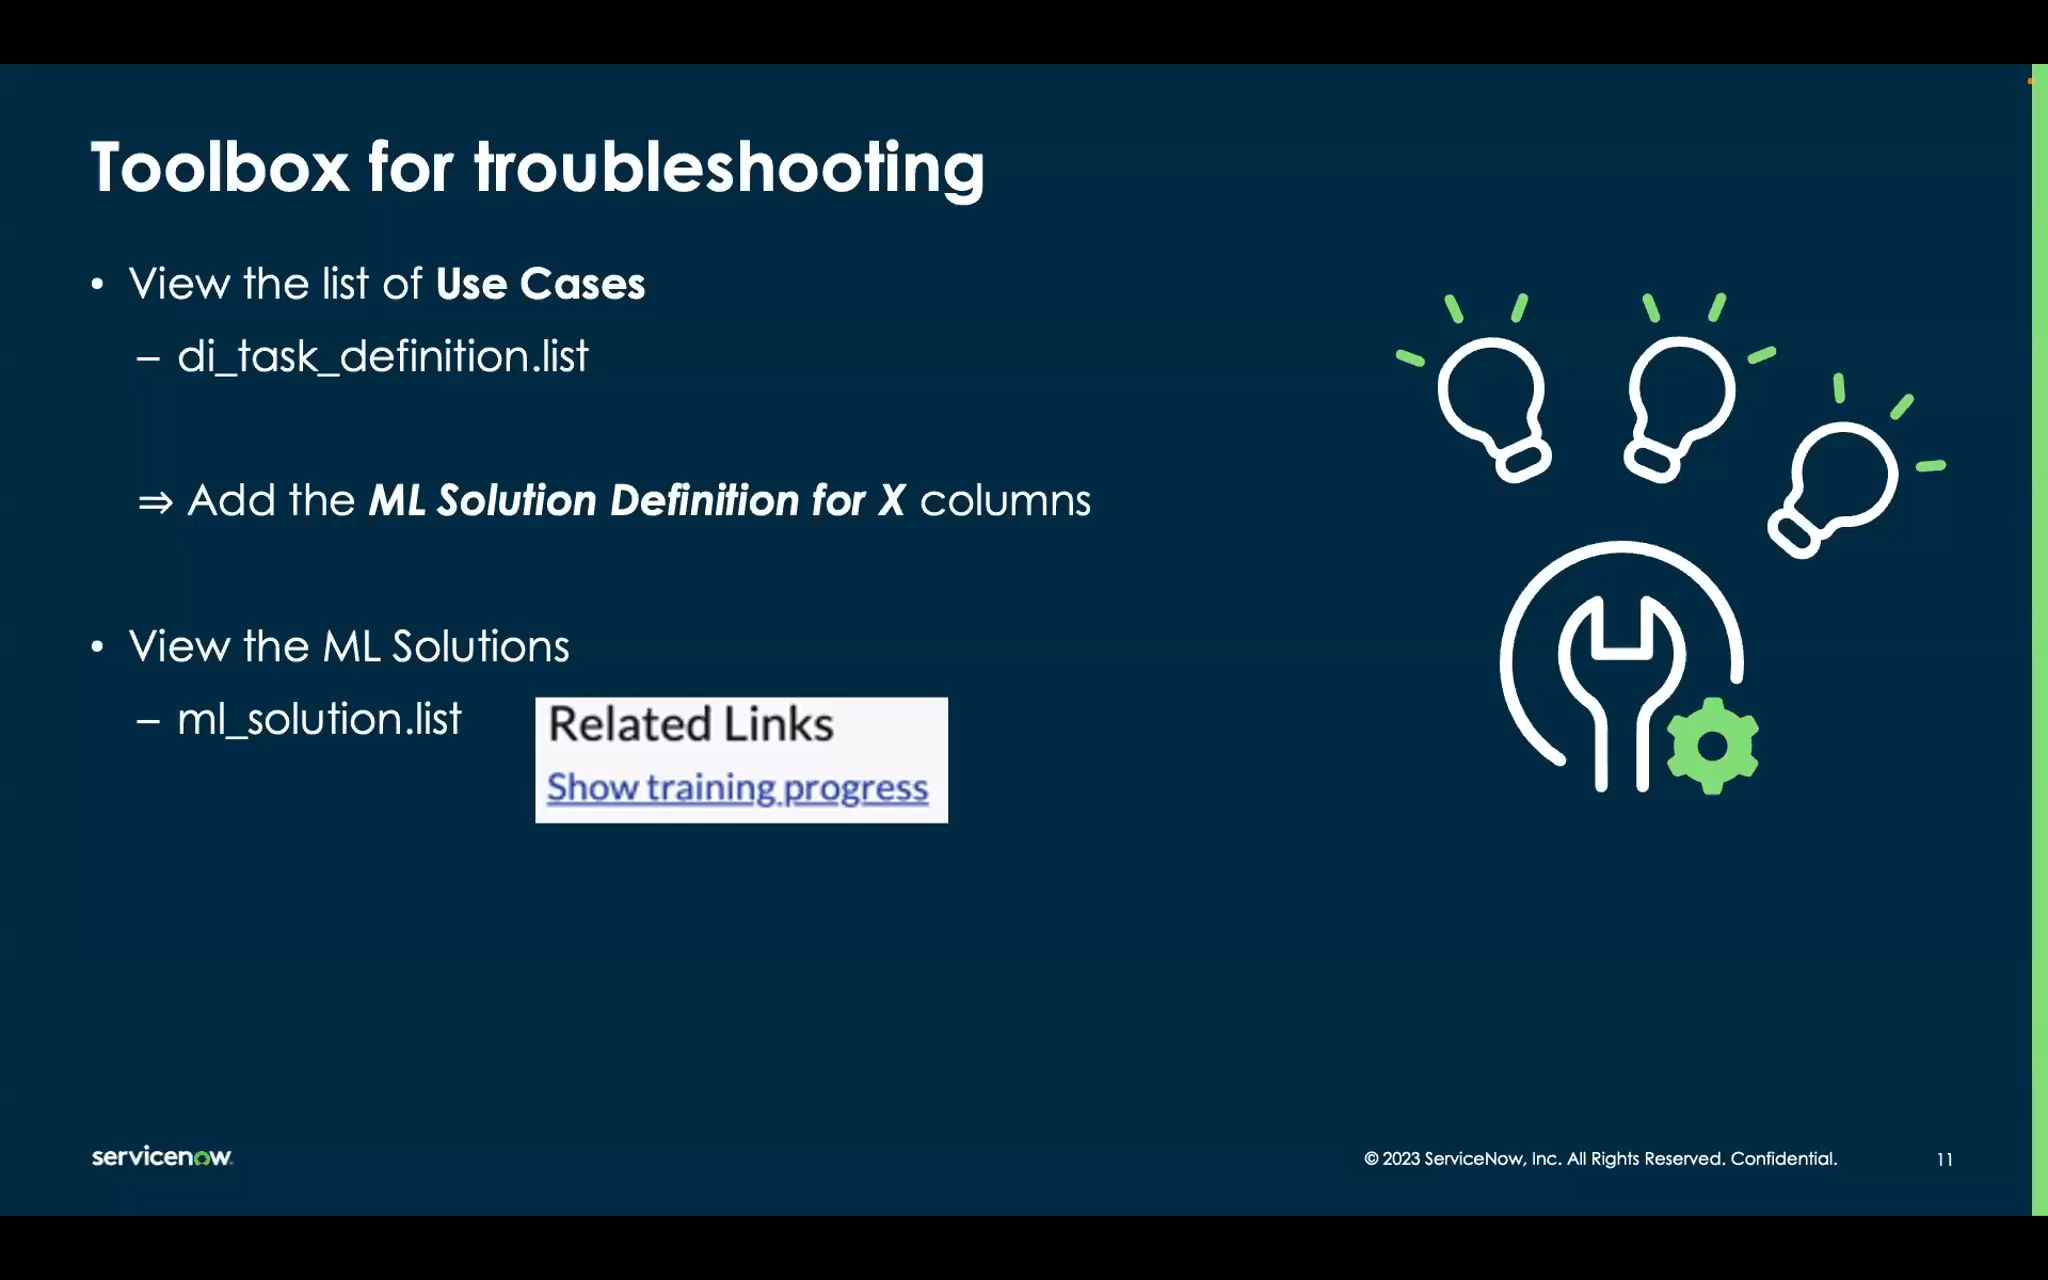 Toolbox for troubleshooting
• View the list of Use Cases
– di_task_definition.list
⇒ Add the ML Solution Definition for X columns
• View the ML Solutions
– ml_solution.list
Related Links
Show training progress
servicenow
© 2023 ServiceNow, Inc. All Rights Reserved. Confidential.
11